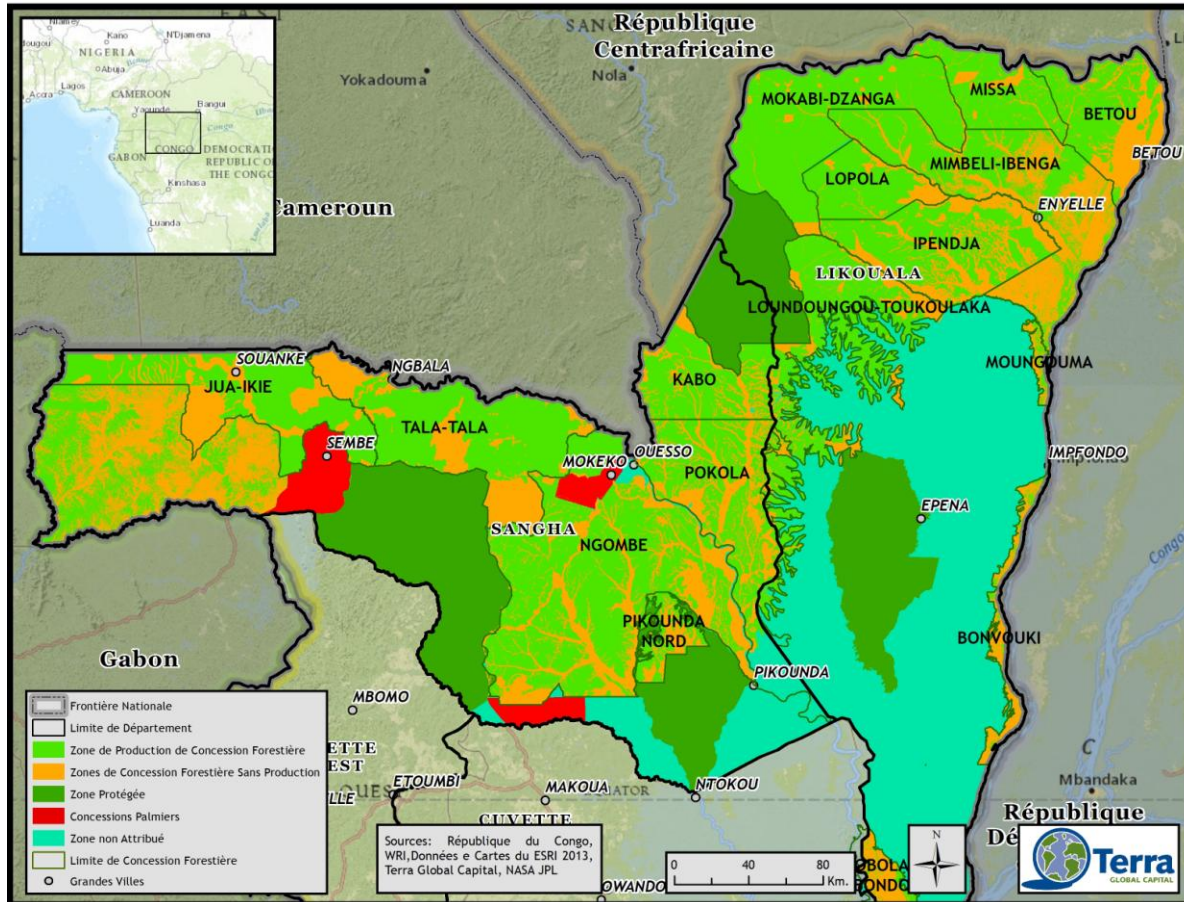 Niamey
Kano
N'Djamena
NIGERIA
Abuja
Accra
Lagos
CAMEROON
Yaoundé
Bangui
GABON
CONGO
DEMOCRATIC
REPUBLIC OF
THE CONGO
Kinshasa
Luanda
République
Centrafricaine
Yokadouma
Nola
Cameroun
MOKABI-DZANGA
MISSA
BETOU
BETOU
MIMBELI-IBENGA
LOPOLA
ENYELLE
IPENDJA
LIKOUALA
LOUNDOUNGOU-TOUKOULAKA
MOUNGOUMA
SOUANKE
NGBALA
JUA-IKIE
KABO
TALA-TALA
SEMBE
OUESSO
MOKEKO
POKOLA
IMPFONDO
EPENA
SANGHA
NGOMBE
PIKOUNDA
NORD
BONVOUKI
PIKOUNDA
Gabon
Congo
MBOMO
ETOUMBI
MAKOUA
NTOKOU
CUVETTE
OWANDO
Mbandaka
République
Frontière Nationale
Limite de Département
Zone de Production de Concession Forestière
Zones de Concession Forestière Sans Production
Zone Protégée
Concessions Palmiers
Zone non Attribué
Limite de Concession Forestière
Grandes Villes
Sources: République du Congo,
WRI,Données e Cartes du ESRI 2013,
Terra Global Capital, NASA JPL
0 40 80
Km.
N
Terra
GLOBAL CAPITAL